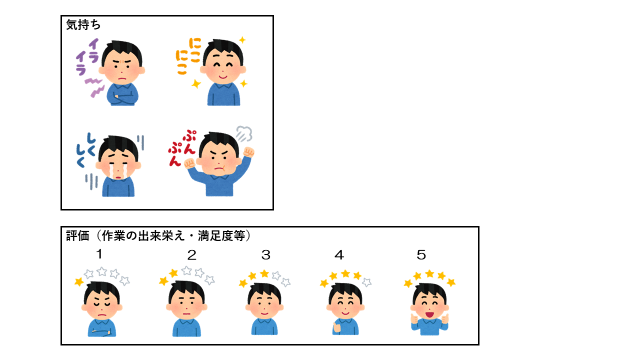 気持ち
イライラ
にこにこ
しくしく
ぷんぷん
評価（作業の出来栄え・満足度等）
1 2 3 4 5